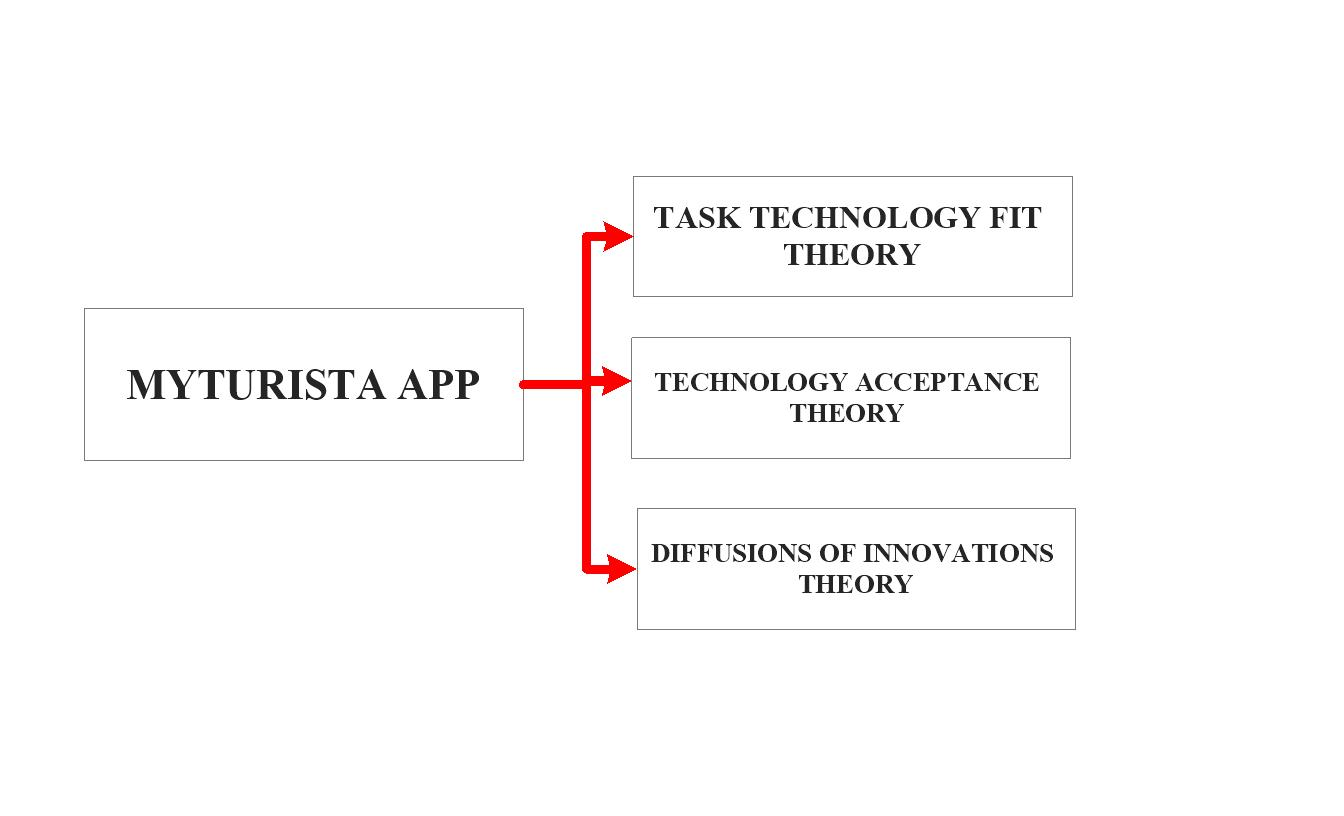 MYTURISTA APP
TASK TECHNOLOGY FIT
THEORY
TECHNOLOGY ACCEPTANCE
THEORY
DIFFUSIONS OF INNOVATIONS
THEORY